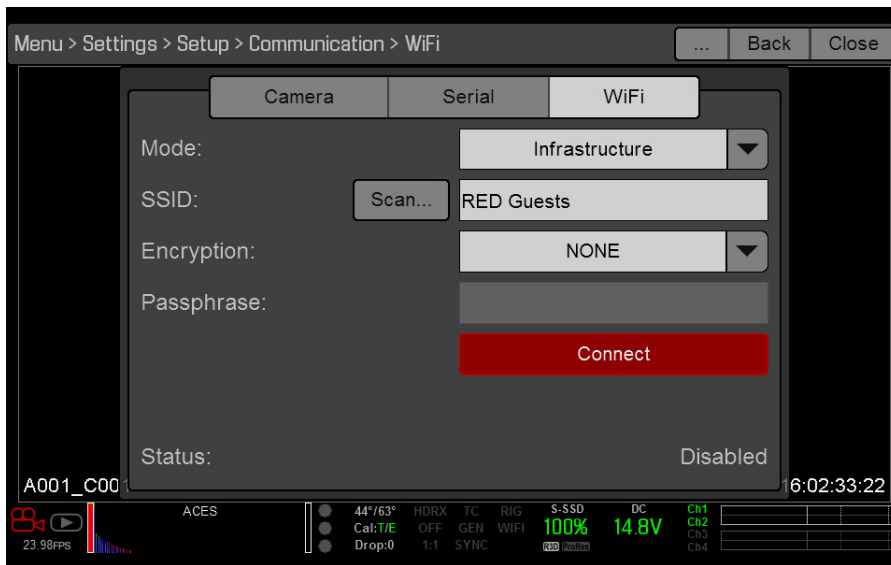 Menu > Settings > Setup > Communication > WiFi ... Back Close
Camera Serial WiFi
Mode: Infrastructure
SSID: Scan... RED Guests
Encryption: NONE
Passphrase:
Connect
Status: Disabled
A001_C00 6:02:33:22
ACES 44°/63° HDRX TC RIG S-SSD DC Ch1
Cal:T/E OFF GEN WIFI 100% 14.8V Ch2
23.98FPS Drop:0 1:1 SYNC R3D ProRes Ch3
Ch4